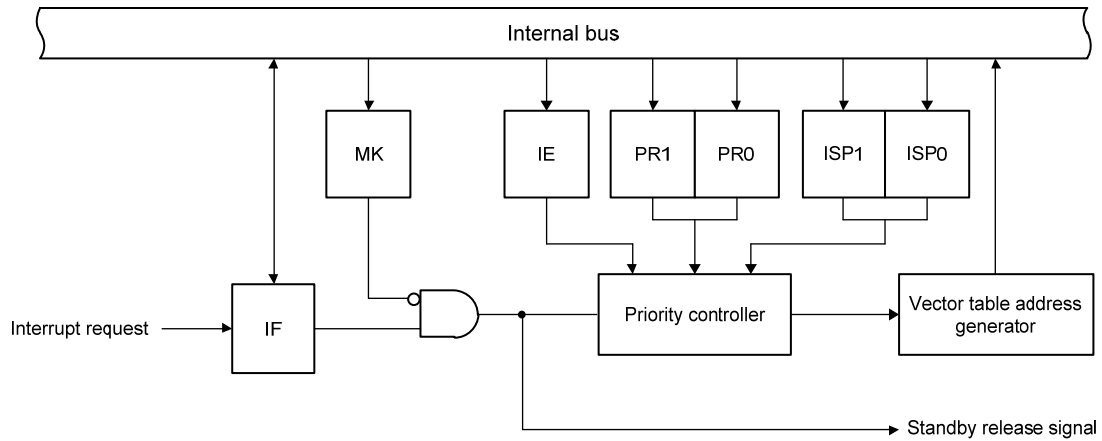 Internal bus
MK
IE
PR1
PR0
ISP1
ISP0
Interrupt request
IF
Priority controller
Vector table address
generator
Standby release signal